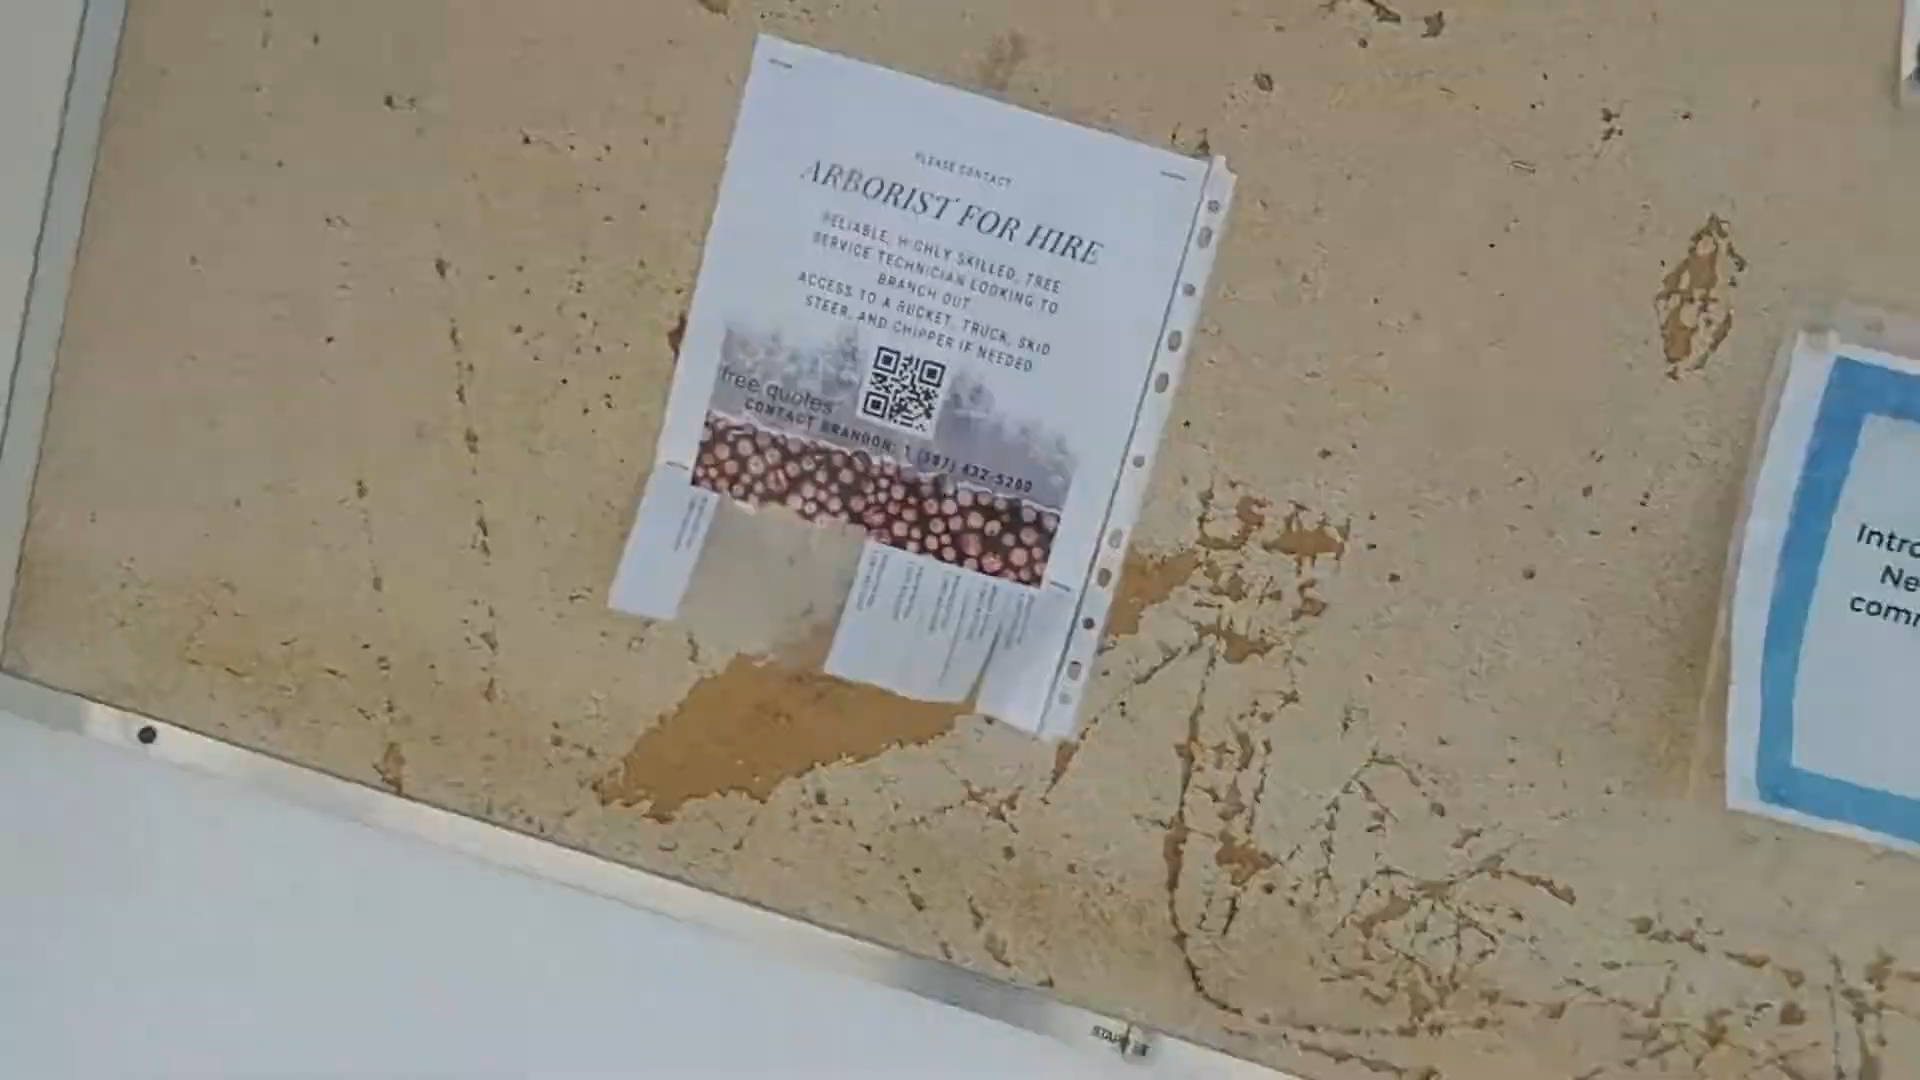 PLEASE CONTACT
ARBORIST FOR HIRE
RELIABLE, HIGHLY SKILLED, TREE
SERVICE TECHNICIAN LOOKING TO
BRANCH OUT
ACCESS TO A BUCKET, TRUCK, SKID
STEER, AND CHIPPER IF NEEDED
free quotes
CONTACT BRANDON: 1 (587) 432-5200
Intro
Ne
comm